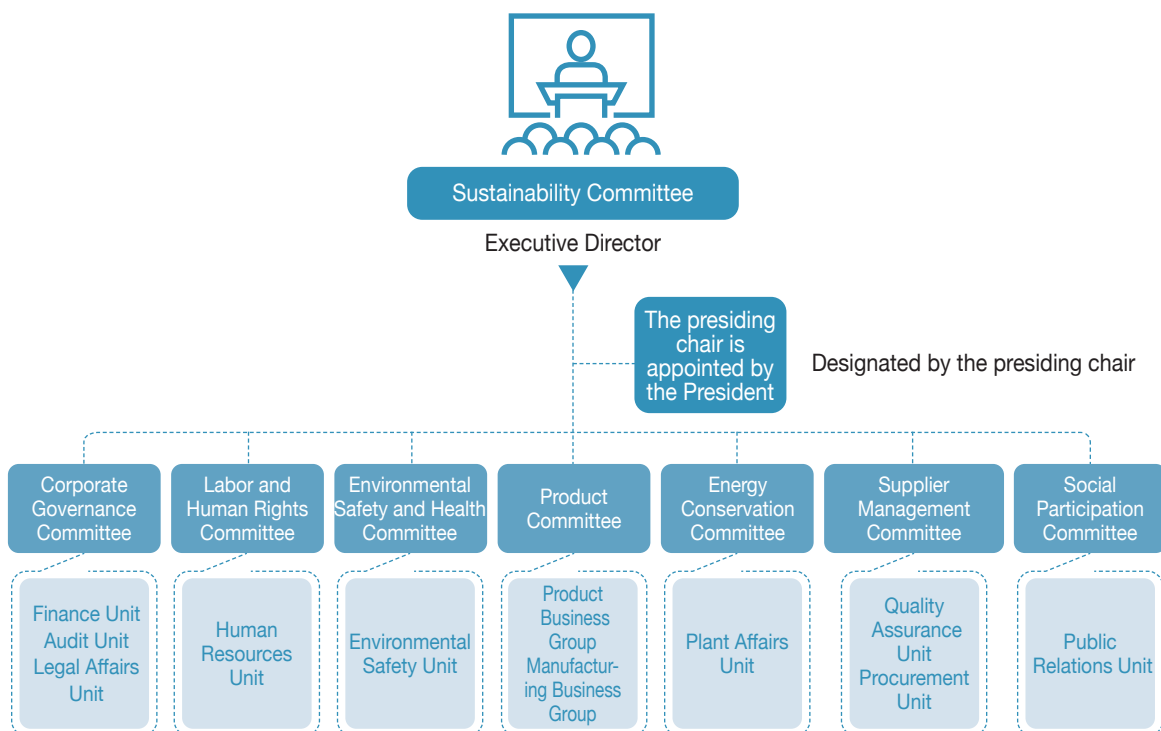 Sustainability Committee
Executive Director
The presiding
chair is
appointed by
the President
Designated by the presiding chair
Corporate
Governance
Committee
Labor and
Human Rights
Committee
Environmental
Safety and Health
Committee
Product
Committee
Energy
Conservation
Committee
Supplier
Management
Committee
Social
Participation
Committee
Finance Unit
Audit Unit
Legal Affairs
Unit
Human
Resources
Unit
Environmental
Safety Unit
Product
Business
Group
Manufactur-
ing Business
Group
Plant Affairs
Unit
Quality
Assurance
Unit
Procurement
Unit
Public
Relations Unit